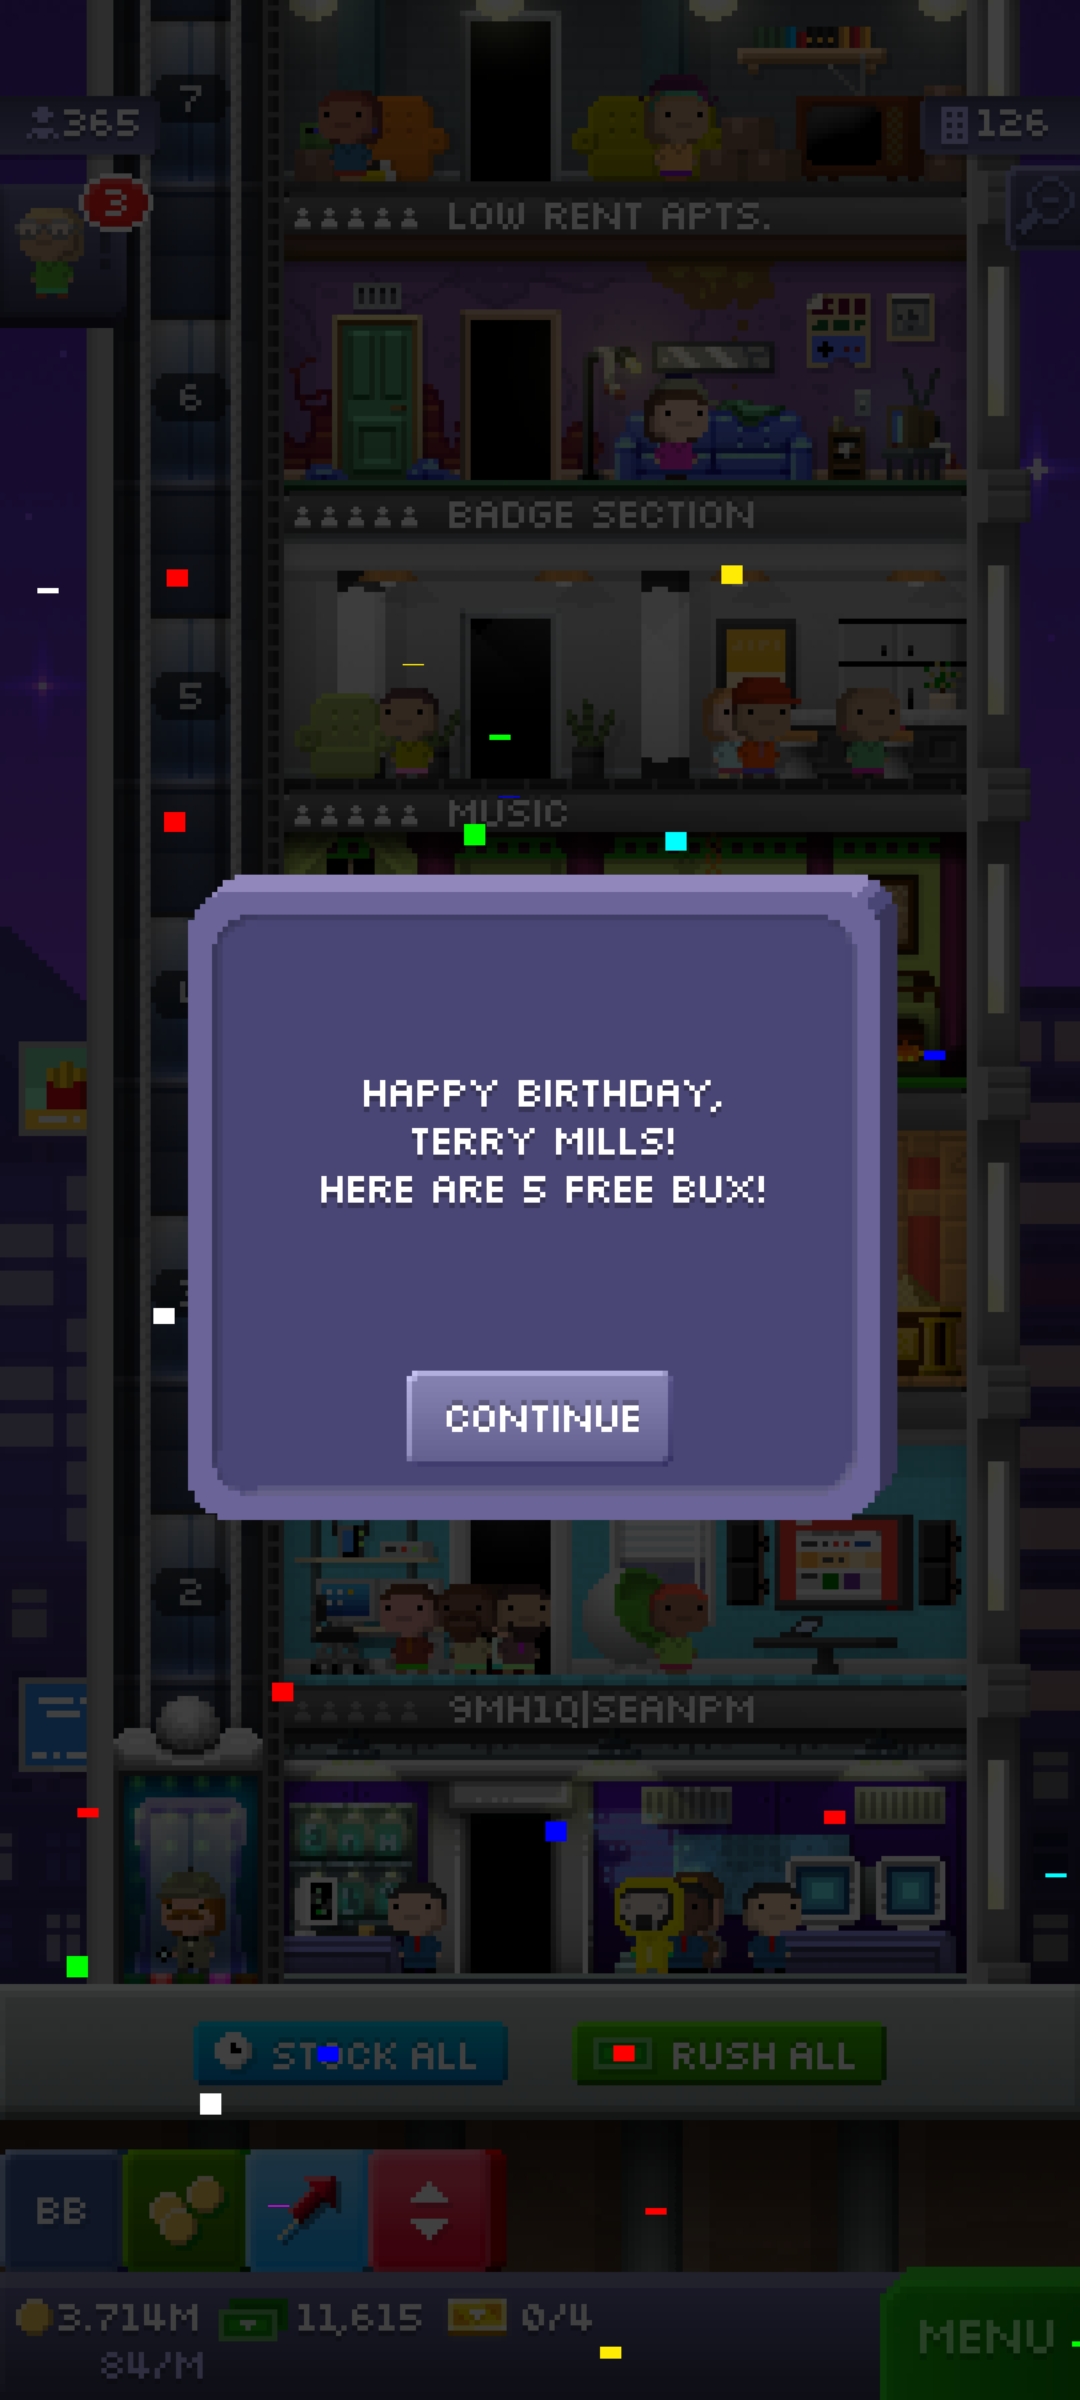 7
365
126
3
LOW RENT APTS.
6
BADGE SECTION
5
MUSIC
HAPPY BIRTHDAY,
TERRY MILLS!
HERE ARE 5 FREE BUX!
CONTINUE
2
9MH1Q|SEANPM
STOCK ALL
RUSH ALL
BB
3.714M
11,615
0/4
84/M
MENU